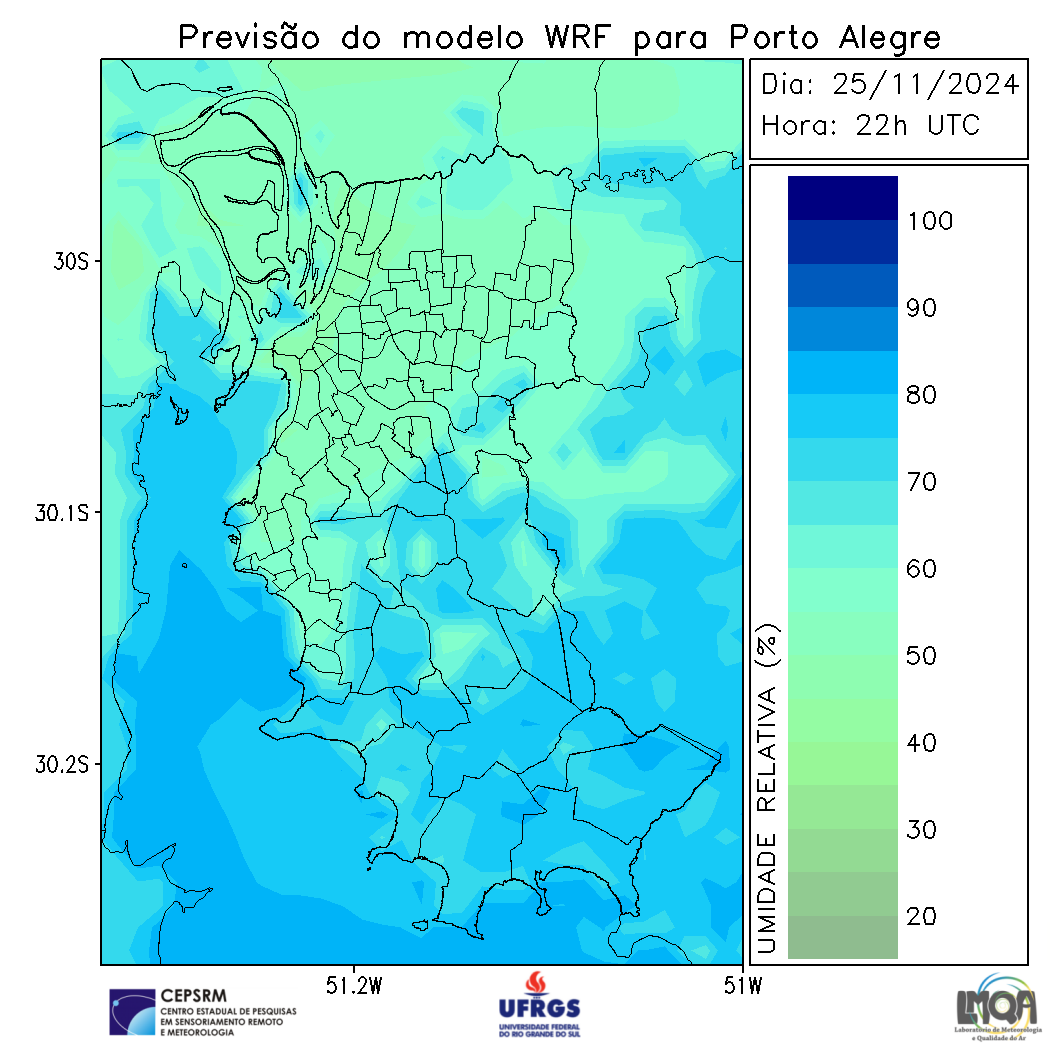 Previsão do modelo WRF para Porto Alegre
Dia: 25/11/2024
Hora: 22h UTC
30S
30.1S
30.2S
51.2W
51W
UMIDADE RELATIVA (%)
100
90
80
70
60
50
40
30
20
CEPSRM
CENTRO ESTADUAL DE PESQUISAS
EM SENSORIAMENTO REMOTO
E METEOROLOGIA
UFRGS
UNIVERSIDADE FEDERAL
DO RIO GRANDE DO SUL
LMQA
Laboratório de Meteorologia
e Qualidade do Ar